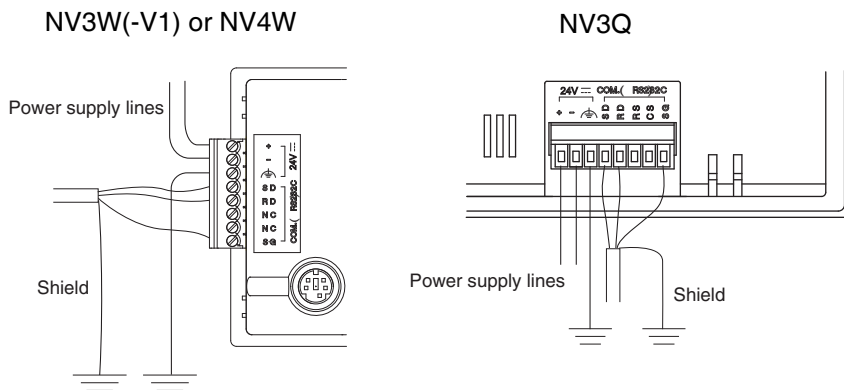 NV3W(-V1) or NV4W
Power supply lines
+
−
24V
SD
RD
NC
NC
SG
COM.( RS232C
Shield
NV3Q
24V COM.( RS232C
+ − SD RD RS CS SG
Power supply lines
Shield